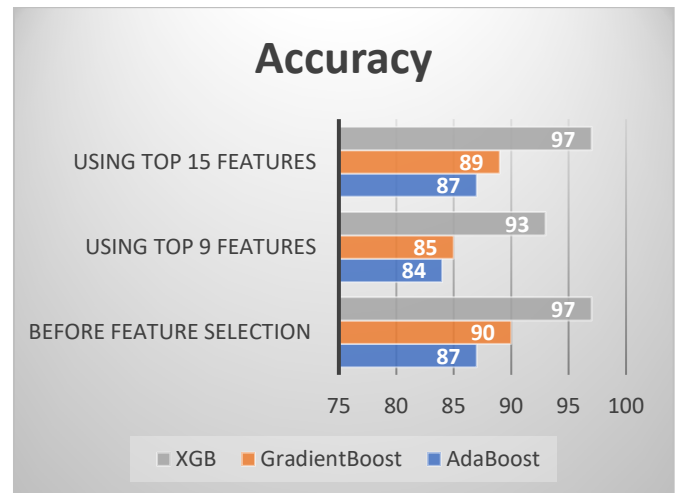 Accuracy
USING TOP 15 FEATURES
97
89
87
USING TOP 9 FEATURES
93
85
84
BEFORE FEATURE SELECTION
97
90
87
75 80 85 90 95 100
XGB GradientBoost AdaBoost